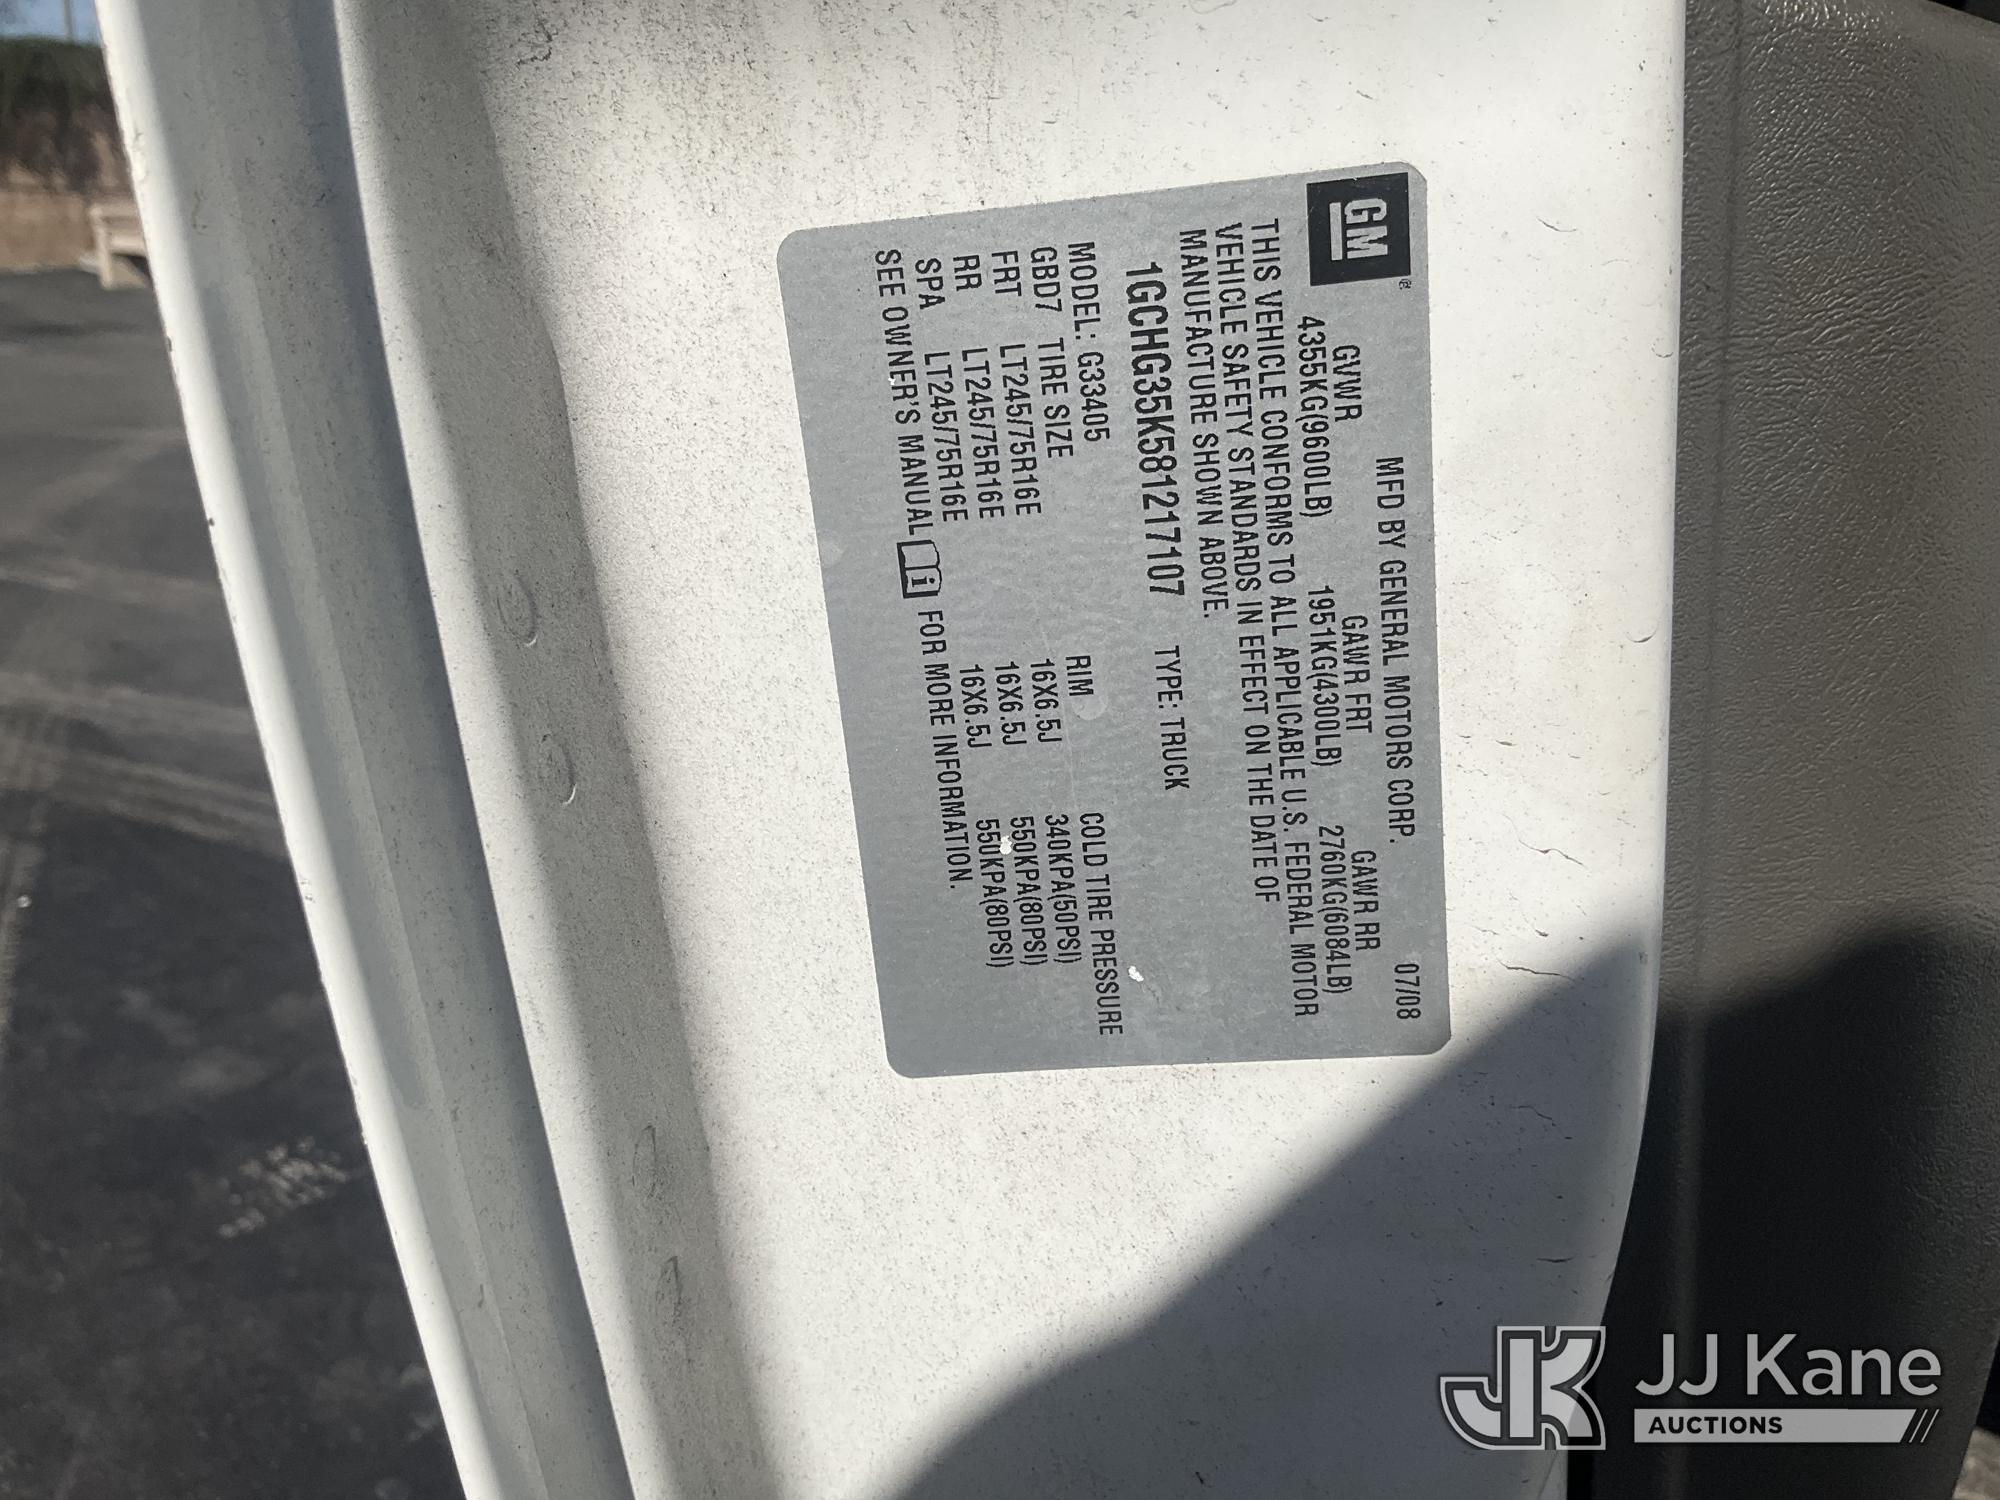 GM
MFD BY GENERAL MOTORS CORP. 07/08
GVWR GAWR FRT GAWR RR
4355KG(9600LB) 1951KG(4300LB) 2760KG(6084LB)
THIS VEHICLE CONFORMS TO ALL APPLICABLE U.S. FEDERAL MOTOR
VEHICLE SAFETY STANDARDS IN EFFECT ON THE DATE OF
MANUFACTURE SHOWN ABOVE.
1GCHG35K581217107 TYPE: TRUCK
MODEL: G33405
GBD7 TIRE SIZE RIM COLD TIRE PRESSURE
FRT LT245/75R16E 16X6.5J 340KPA(50PSI)
RR LT245/75R16E 16X6.5J 550KPA(80PSI)
SPA LT245/75R16E 16X6.5J 550KPA(80PSI)
SEE OWNER'S MANUAL i FOR MORE INFORMATION.
JK JJ Kane
AUCTIONS